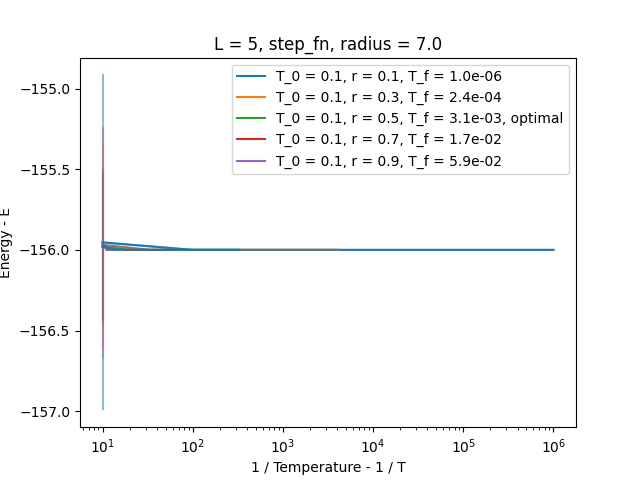 L = 5, step_fn, radius = 7.0
T_0 = 0.1, r = 0.1, T_f = 1.0e-06
T_0 = 0.1, r = 0.3, T_f = 2.4e-04
T_0 = 0.1, r = 0.5, T_f = 3.1e-03, optimal
T_0 = 0.1, r = 0.7, T_f = 1.7e-02
T_0 = 0.1, r = 0.9, T_f = 5.9e-02
Energy - E
−155.0
−155.5
−156.0
−156.5
−157.0
10¹ 10² 10³ 10⁴ 10⁵ 10⁶
1 / Temperature - 1 / T